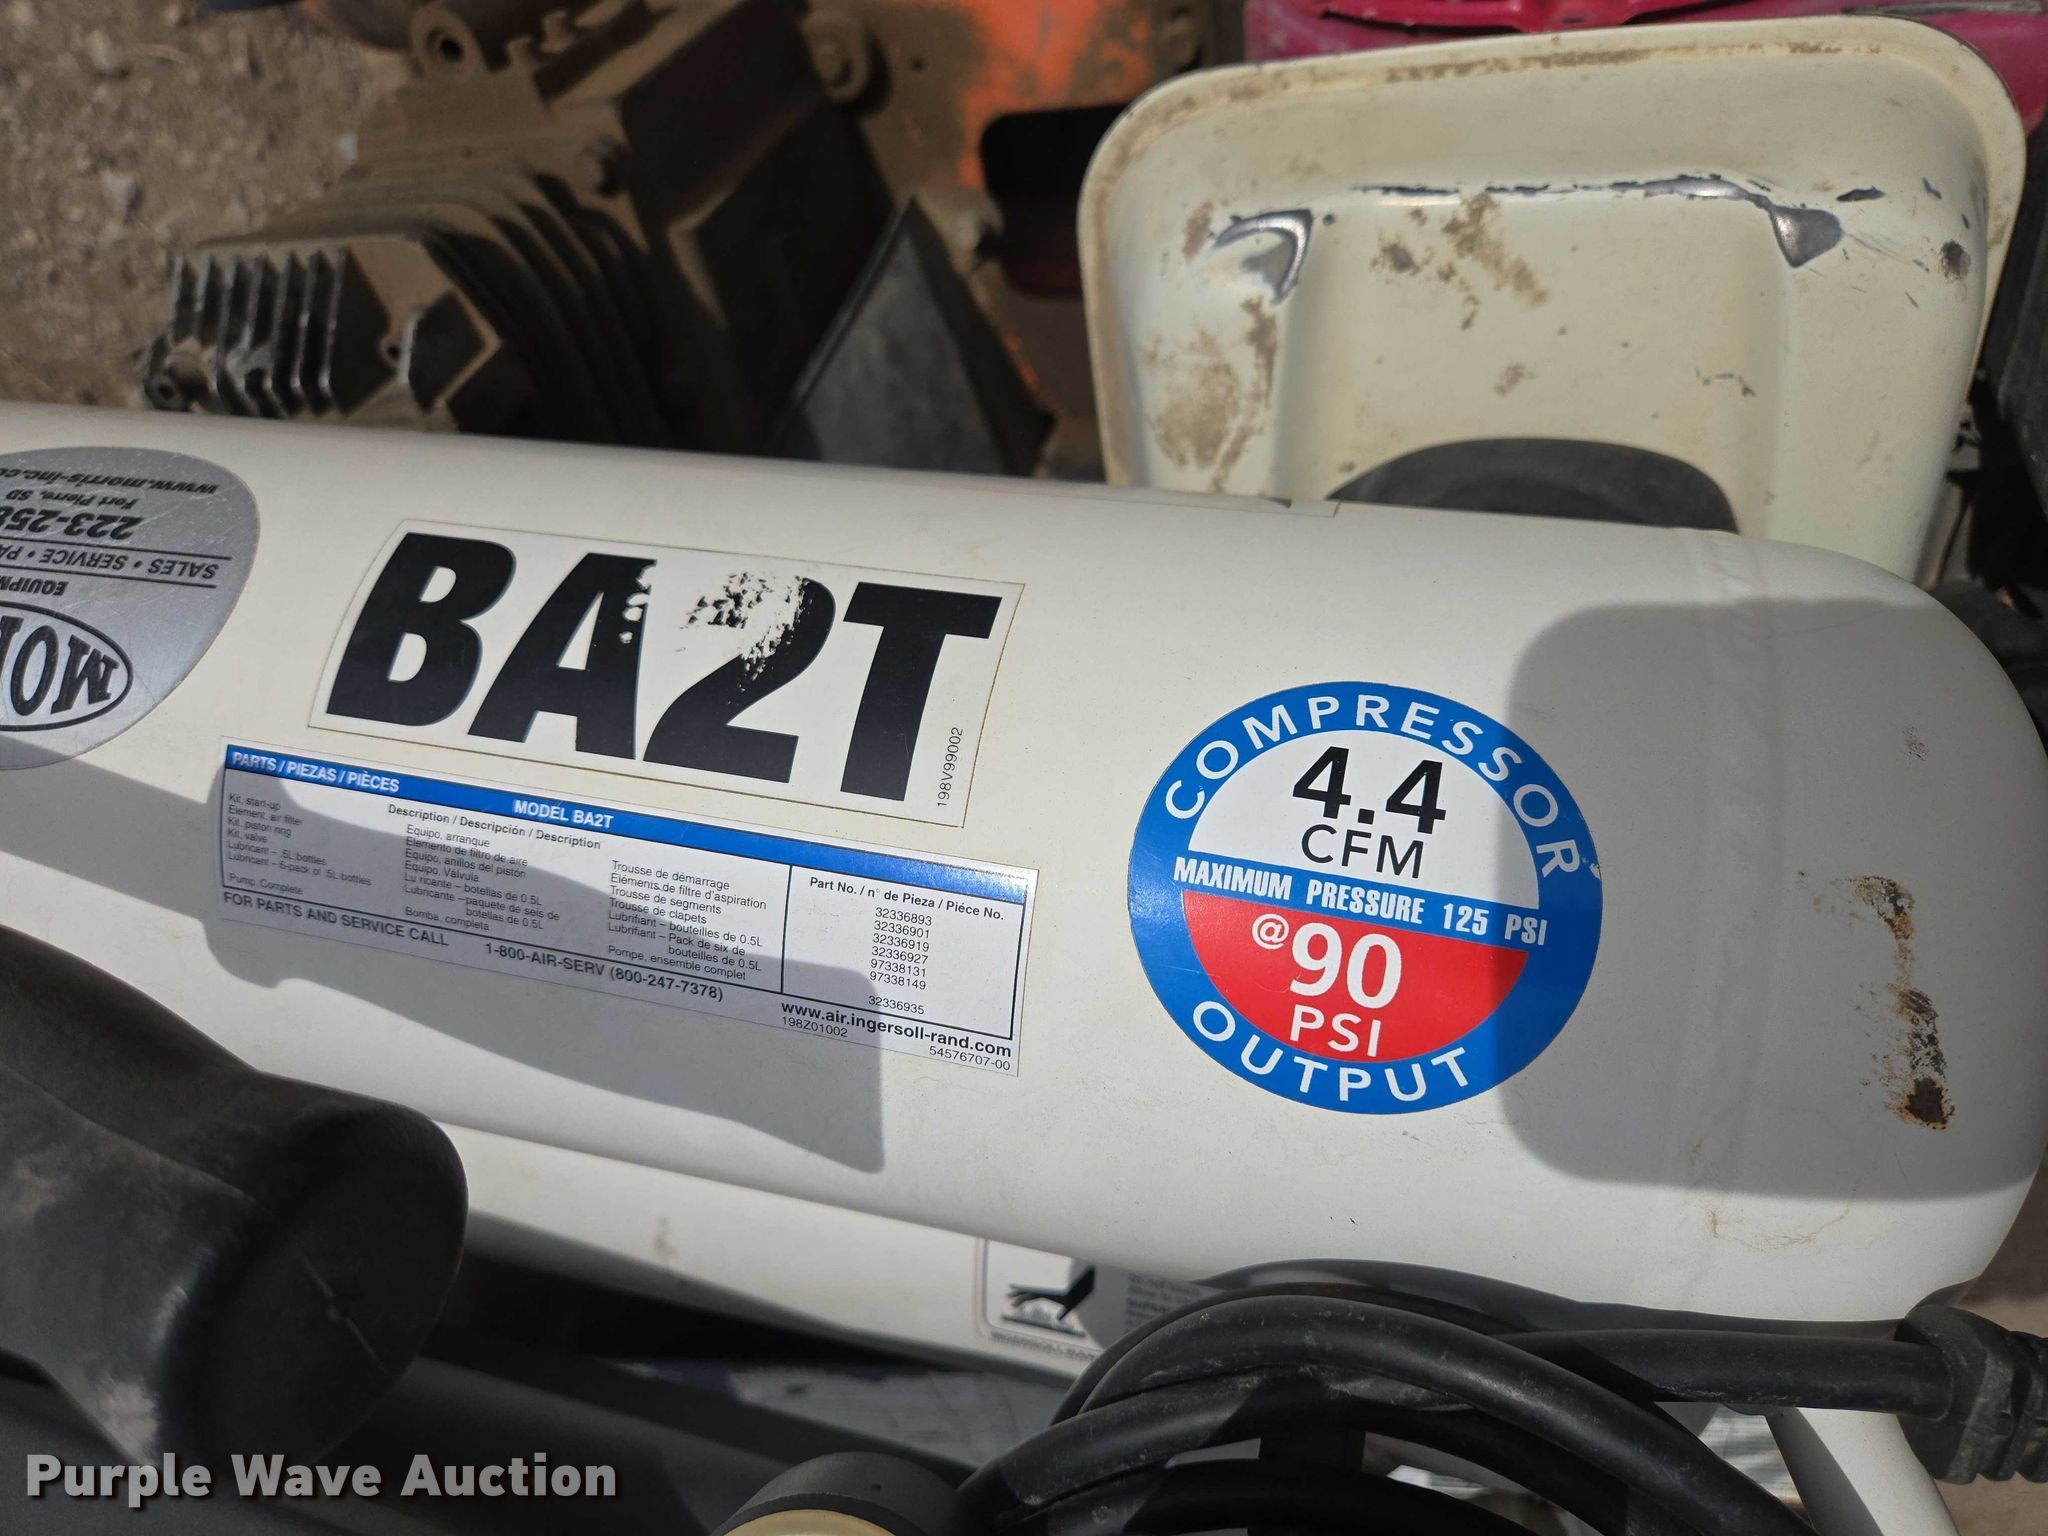 BA2T
198V99002
PARTS / PIEZAS / PIÈCES MODEL BA2T
Description / Descripción / Description
Part No. / n° de Pieza / Piéce No.
Kit, start-up Equipo, arranque Trousse de démarrage 32336893
Element, air filter Elemento de filtro de aire Eléments de filtre d'aspiration 32336901
Kit, piston ring Equipo, anillos del pistón Trousse de segments 32336919
Kit, valve Equipo, Válvula Trousse de clapets 32336927
Lubricant – .5L bottles Lu ricante – botellas de 0.5L Lubrifiant – bouteilles de 0.5L 97338131
Lubricant – 6-pack of .5L bottles Lubricante – paquete de seis de botellas de 0.5L Lubrifiant – Pack de six de bouteilles de 0.5L 97338149
Pump, Complete Bomba, completa Pompe, ensemble complet 32336935
FOR PARTS AND SERVICE CALL 1-800-AIR-SERV (800-247-7378)
www.air.ingersoll-rand.com
198Z01002 54576707-00
COMPRESSOR
4.4
CFM
MAXIMUM PRESSURE 125 PSI
@90
PSI
OUTPUT
SALES • SERVICE •
223-258
Fort Pierre, SD
www.morris-inc.co
Purple Wave Auction